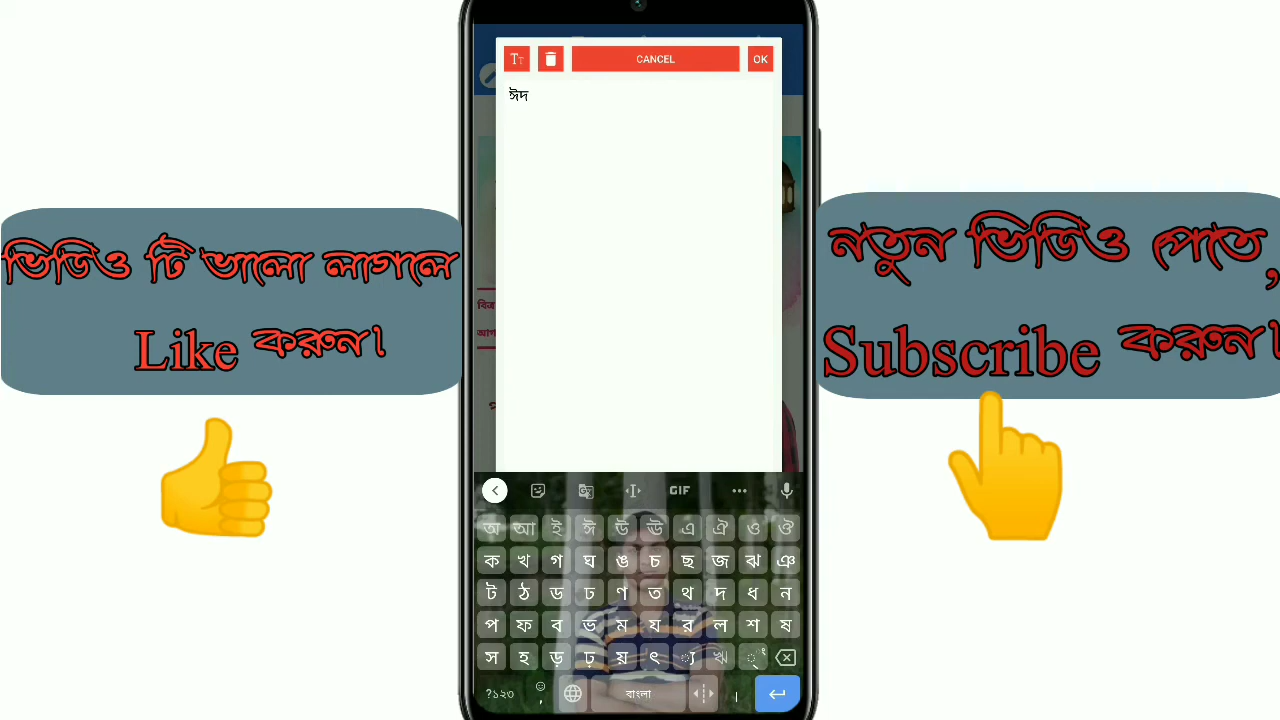 CANCEL
OK
ঈদ
ভিডিও টি ভালো লাগলে
Like করুন।
নতুন ভিডিও পেতে,
Subscribe করুন।
GIF
অ আ ই ঈ উ ঊ এ ঐ ও ঔ
ক খ গ ঘ ঙ চ ছ জ ঝ ঞ
ট ঠ ড ঢ ণ ত থ দ ধ ন
প ফ ব ভ ম য র ল শ ষ
স হ ড় ঢ় য় ৎ ্য ঋ
?১২৩ , বাংলা ।